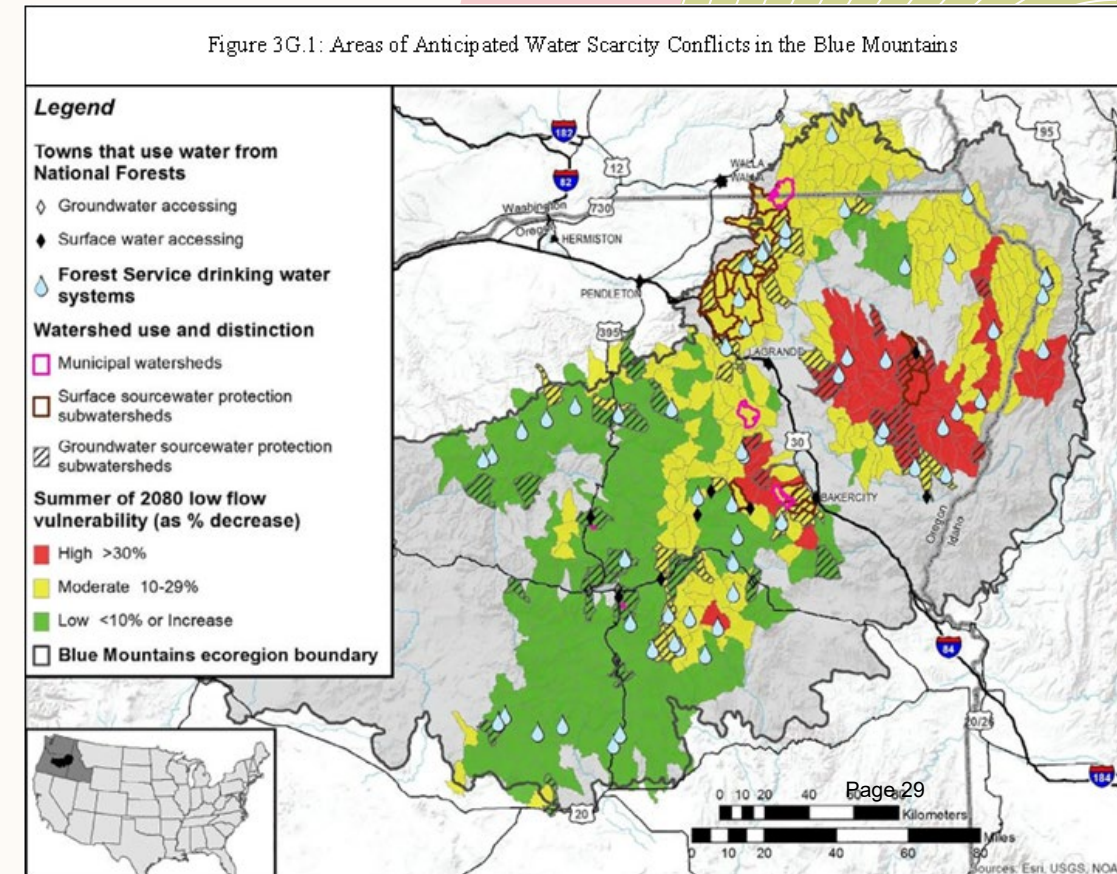 Figure 3G.1: Areas of Anticipated Water Scarcity Conflicts in the Blue Mountains
Legend
Towns that use water from
National Forests
Groundwater accessing
Surface water accessing
Forest Service drinking water
systems
Watershed use and distinction
Municipal watersheds
Surface sourcewater protection
subwatersheds
Groundwater sourcewater protection
subwatersheds
Summer of 2080 low flow
vulnerability (as % decrease)
High >30%
Moderate 10-29%
Low <10% or Increase
Blue Mountains ecoregion boundary
182
95
12
82
WALLA
WALLA
Washington
730
Oregon
HERMISTON
PENDLETON
395
LAGRANDE
30
BAKERCITY
Oregon
Idaho
84
20/26
184
20
Page 29
0 10 20 40 80
Kilometers
Miles
0 10 20 40 60 80
Sources: Esri, USGS, NOA